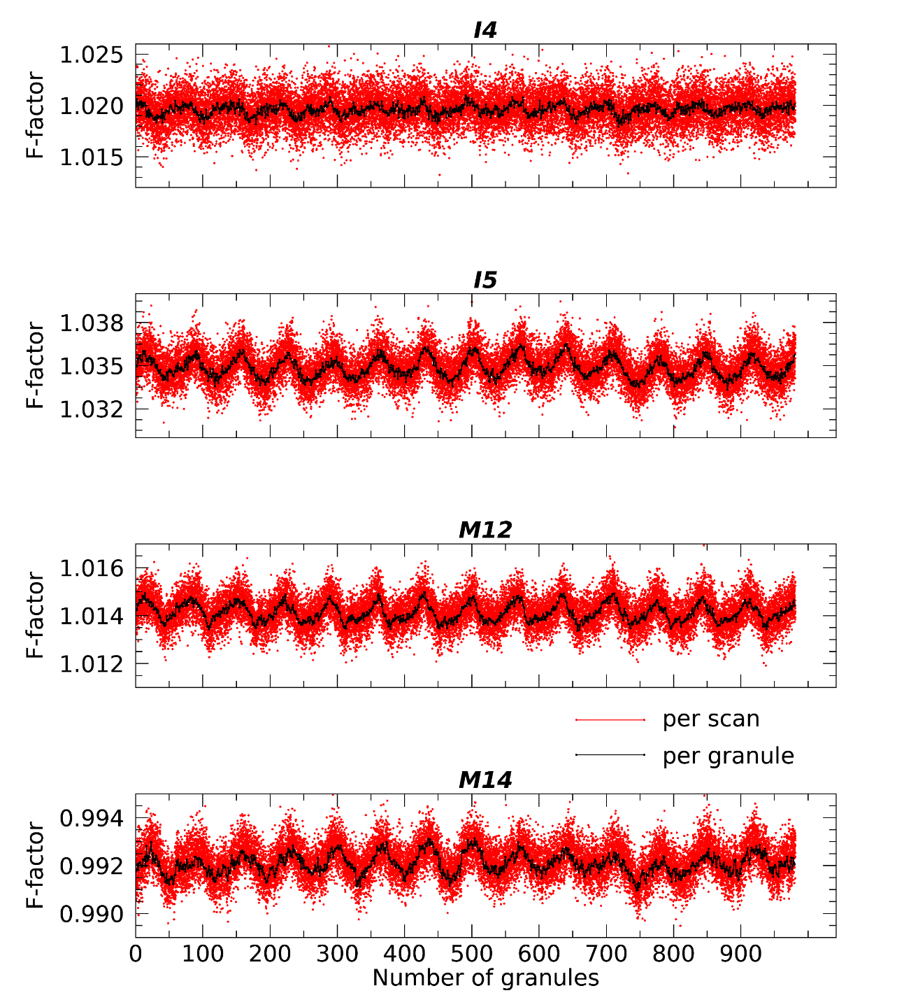 I4
1.025
1.020
1.015
F-factor
I5
1.038
1.035
1.032
F-factor
M12
1.016
1.014
1.012
F-factor
per scan
per granule
M14
0.994
0.992
0.990
F-factor
0 100 200 300 400 500 600 700 800 900
Number of granules